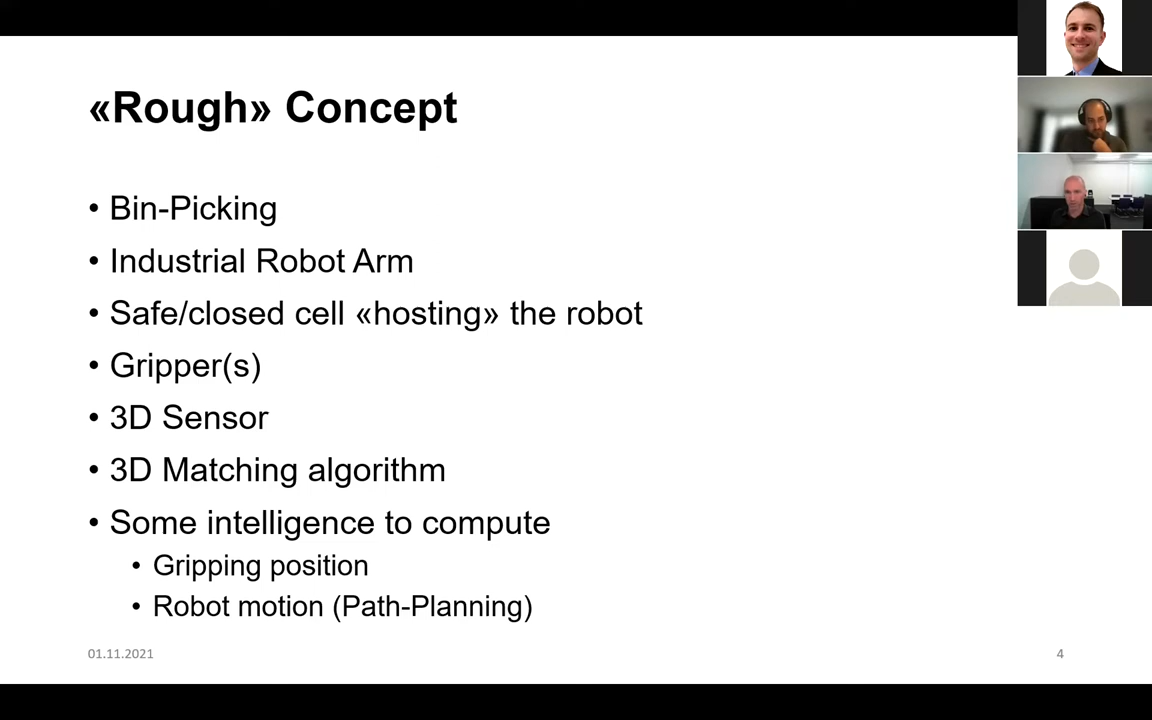 «Rough» Concept
• Bin-Picking
• Industrial Robot Arm
• Safe/closed cell «hosting» the robot
• Gripper(s)
• 3D Sensor
• 3D Matching algorithm
• Some intelligence to compute
• Gripping position
• Robot motion (Path-Planning)
01.11.2021
4